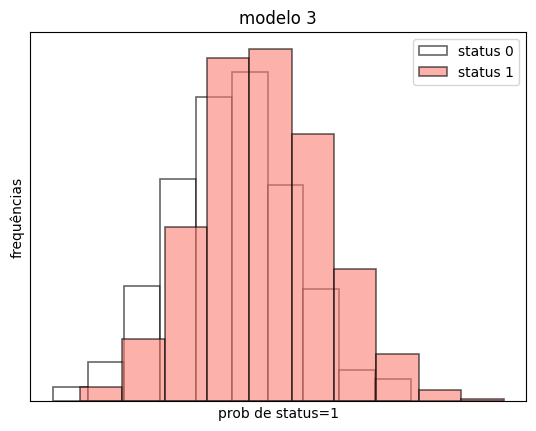 modelo 3
status 0
status 1
frequências
prob de status=1